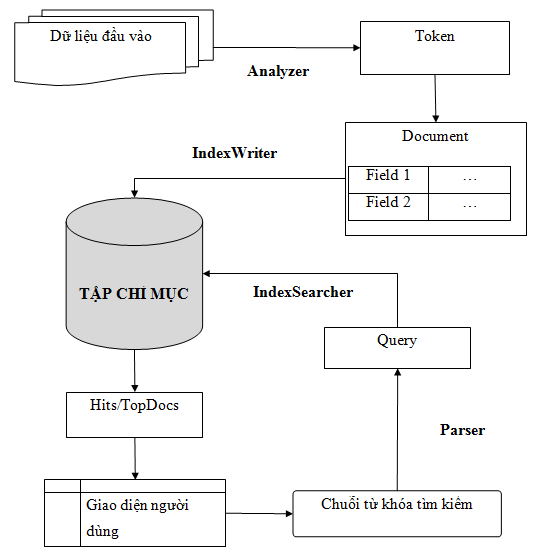 Dữ liệu đầu vào
Token
Analyzer
Document
IndexWriter
Field 1 …
Field 2 …
TẬP CHỈ MỤC
IndexSearcher
Query
Hits/TopDocs
Parser
Giao diện người
dùng
Chuỗi từ khóa tìm kiếm